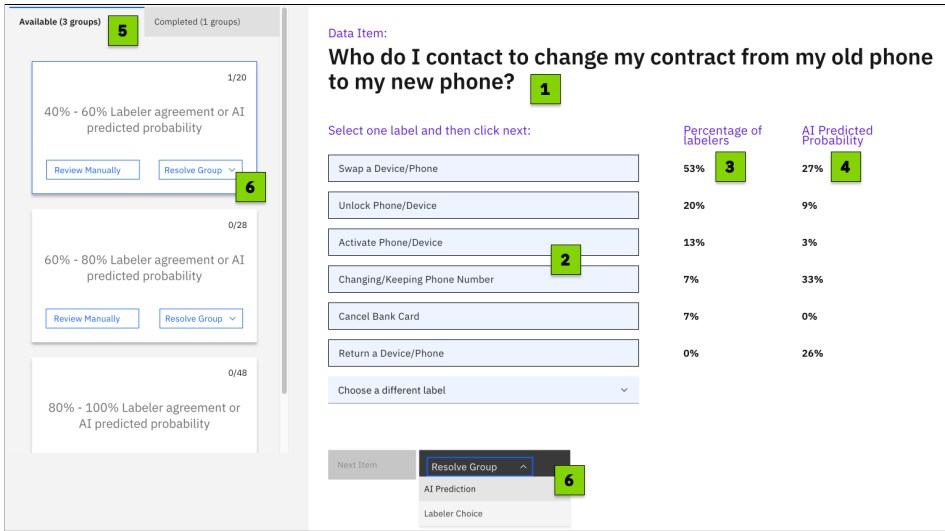 Available (3 groups)
5
Completed (1 groups)
1/20
40% - 60% Labeler agreement or AI
predicted probability
Review Manually
Resolve Group
6
0/28
60% - 80% Labeler agreement or AI
predicted probability
Review Manually
Resolve Group
0/48
80% - 100% Labeler agreement or
AI predicted probability
Data Item:
Who do I contact to change my contract from my old phone
to my new phone?
1
Select one label and then click next:
Percentage of
labelers
AI Predicted
Probability
Swap a Device/Phone
53%
3
27%
4
Unlock Phone/Device
20%
9%
Activate Phone/Device
13%
3%
2
Changing/Keeping Phone Number
7%
33%
Cancel Bank Card
7%
0%
Return a Device/Phone
0%
26%
Choose a different label
Next Item
Resolve Group
6
AI Prediction
Labeler Choice